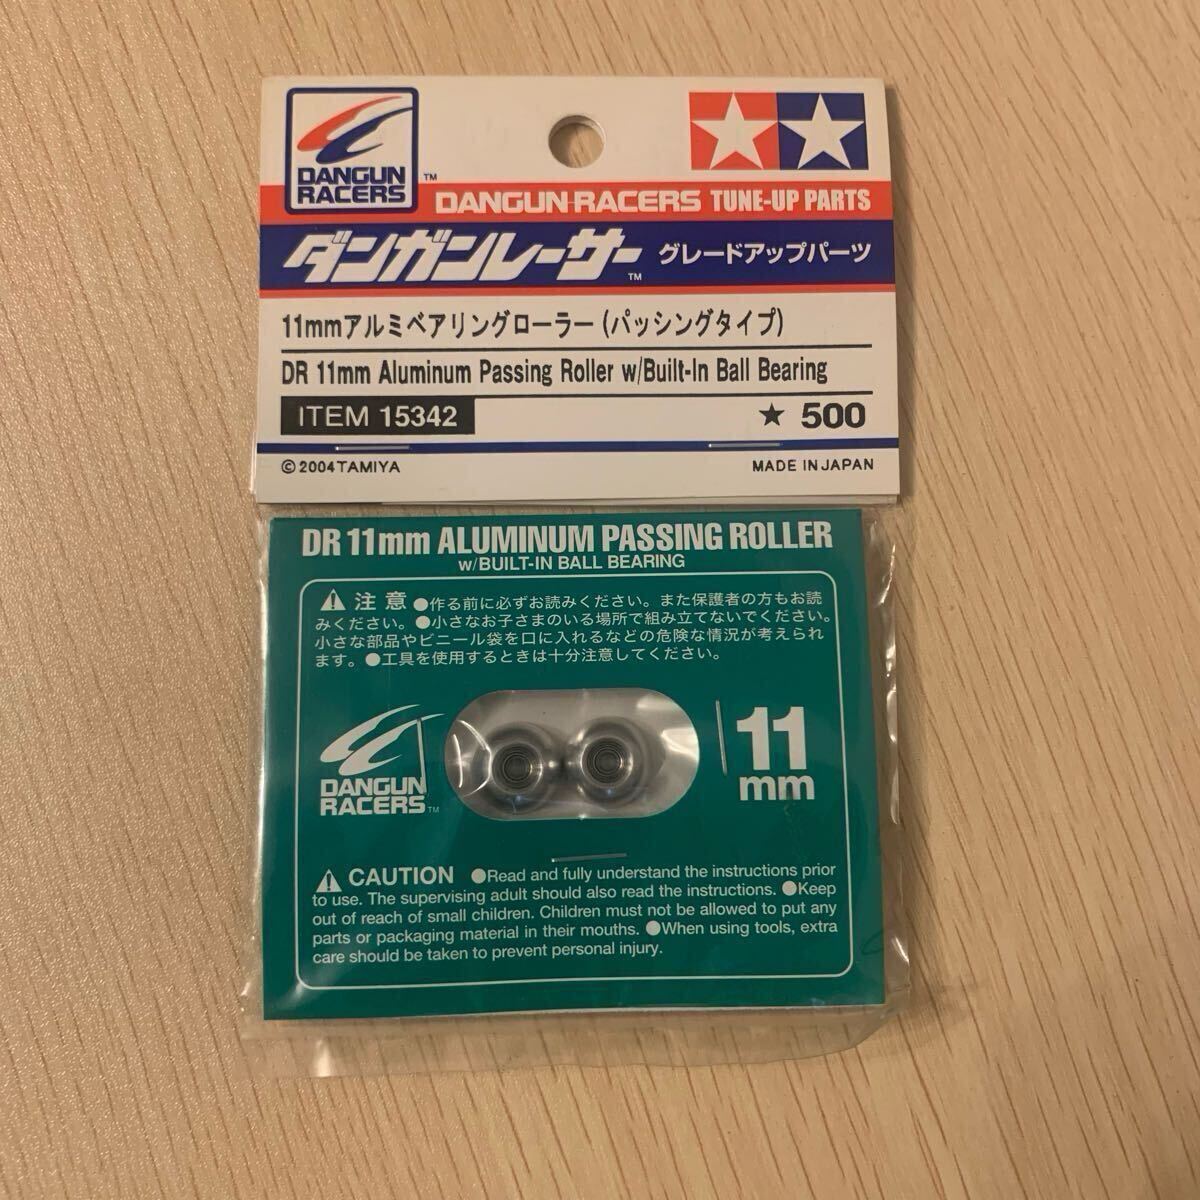 DANGUN
RACERS
™
DANGUN RACERS TUNE-UP PARTS
ダンガンレーサー™ グレードアップパーツ
11mmアルミベアリングローラー(パッシングタイプ)
DR 11mm Aluminum Passing Roller w/Built-In Ball Bearing
ITEM 15342
★ 500
©2004 TAMIYA
MADE IN JAPAN
DR 11mm ALUMINUM PASSING ROLLER
w/BUILT-IN BALL BEARING
⚠ 注意 ●作る前に必ずお読みください。また保護者の方もお読
みください。●小さなお子さまのいる場所で組み立てないでください。
小さな部品やビニール袋を口に入れるなどの危険な情況が考えられ
ます。●工具を使用するときは十分注意してください。
DANGUN
RACERS™
11
mm
⚠ CAUTION ●Read and fully understand the instructions prior
to use. The supervising adult should also read the instructions. ●Keep
out of reach of small children. Children must not be allowed to put any
parts or packaging material in their mouths. ●When using tools, extra
care should be taken to prevent personal injury.